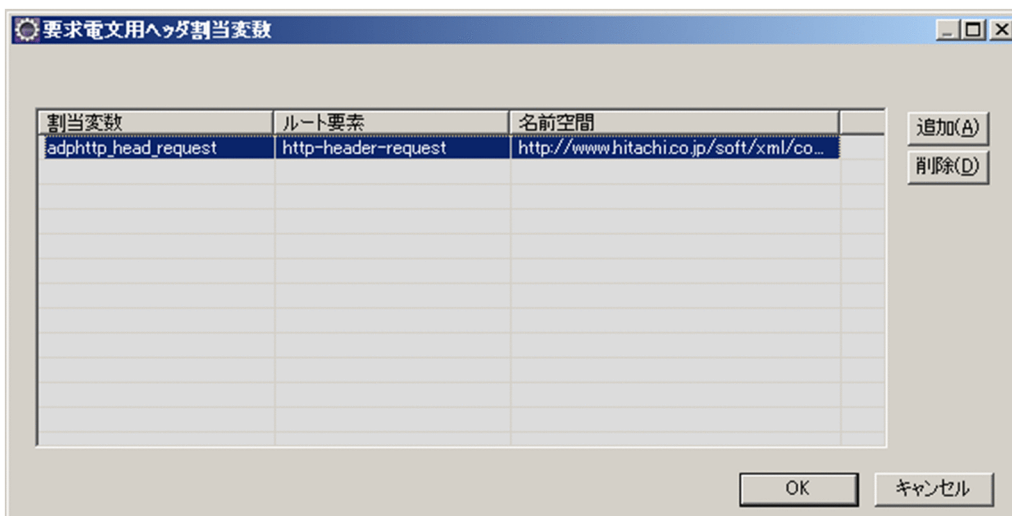 要求電文用ヘッダ割当変数
割当変数 ルート要素 名前空間
adphttp_head_request http-header-request http://www.hitachi.co.jp/soft/xml/co...
追加(A)
削除(D)
OK キャンセル